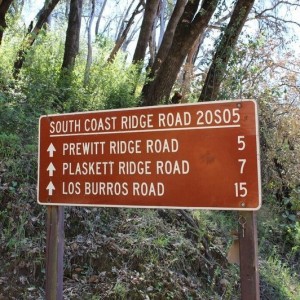 SOUTH COAST RIDGE ROAD 20S05
↑ PREWITT RIDGE ROAD 5
↑ PLASKETT RIDGE ROAD 7
↑ LOS BURROS ROAD 15